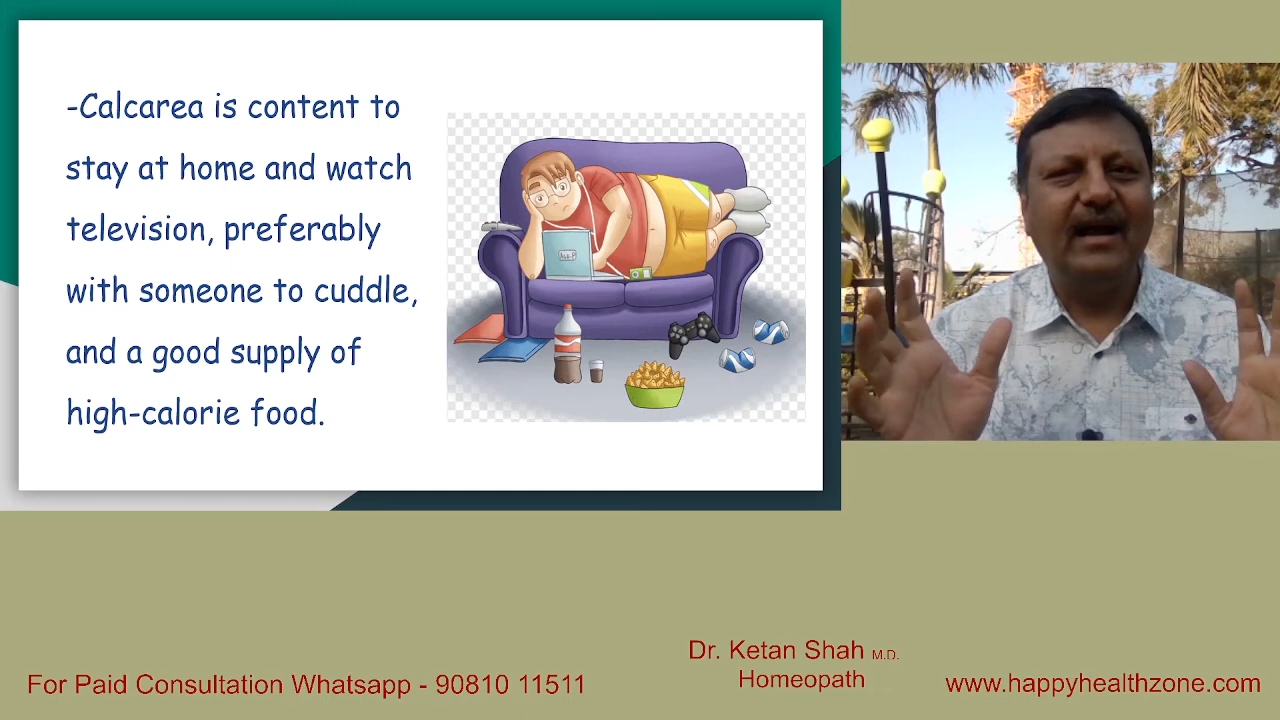 -Calcarea is content to
stay at home and watch
television, preferably
with someone to cuddle,
and a good supply of
high-calorie food.
Dr. Ketan Shah M.D.
Homeopath
For Paid Consultation Whatsapp - 90810 11511
www.happyhealthzone.com